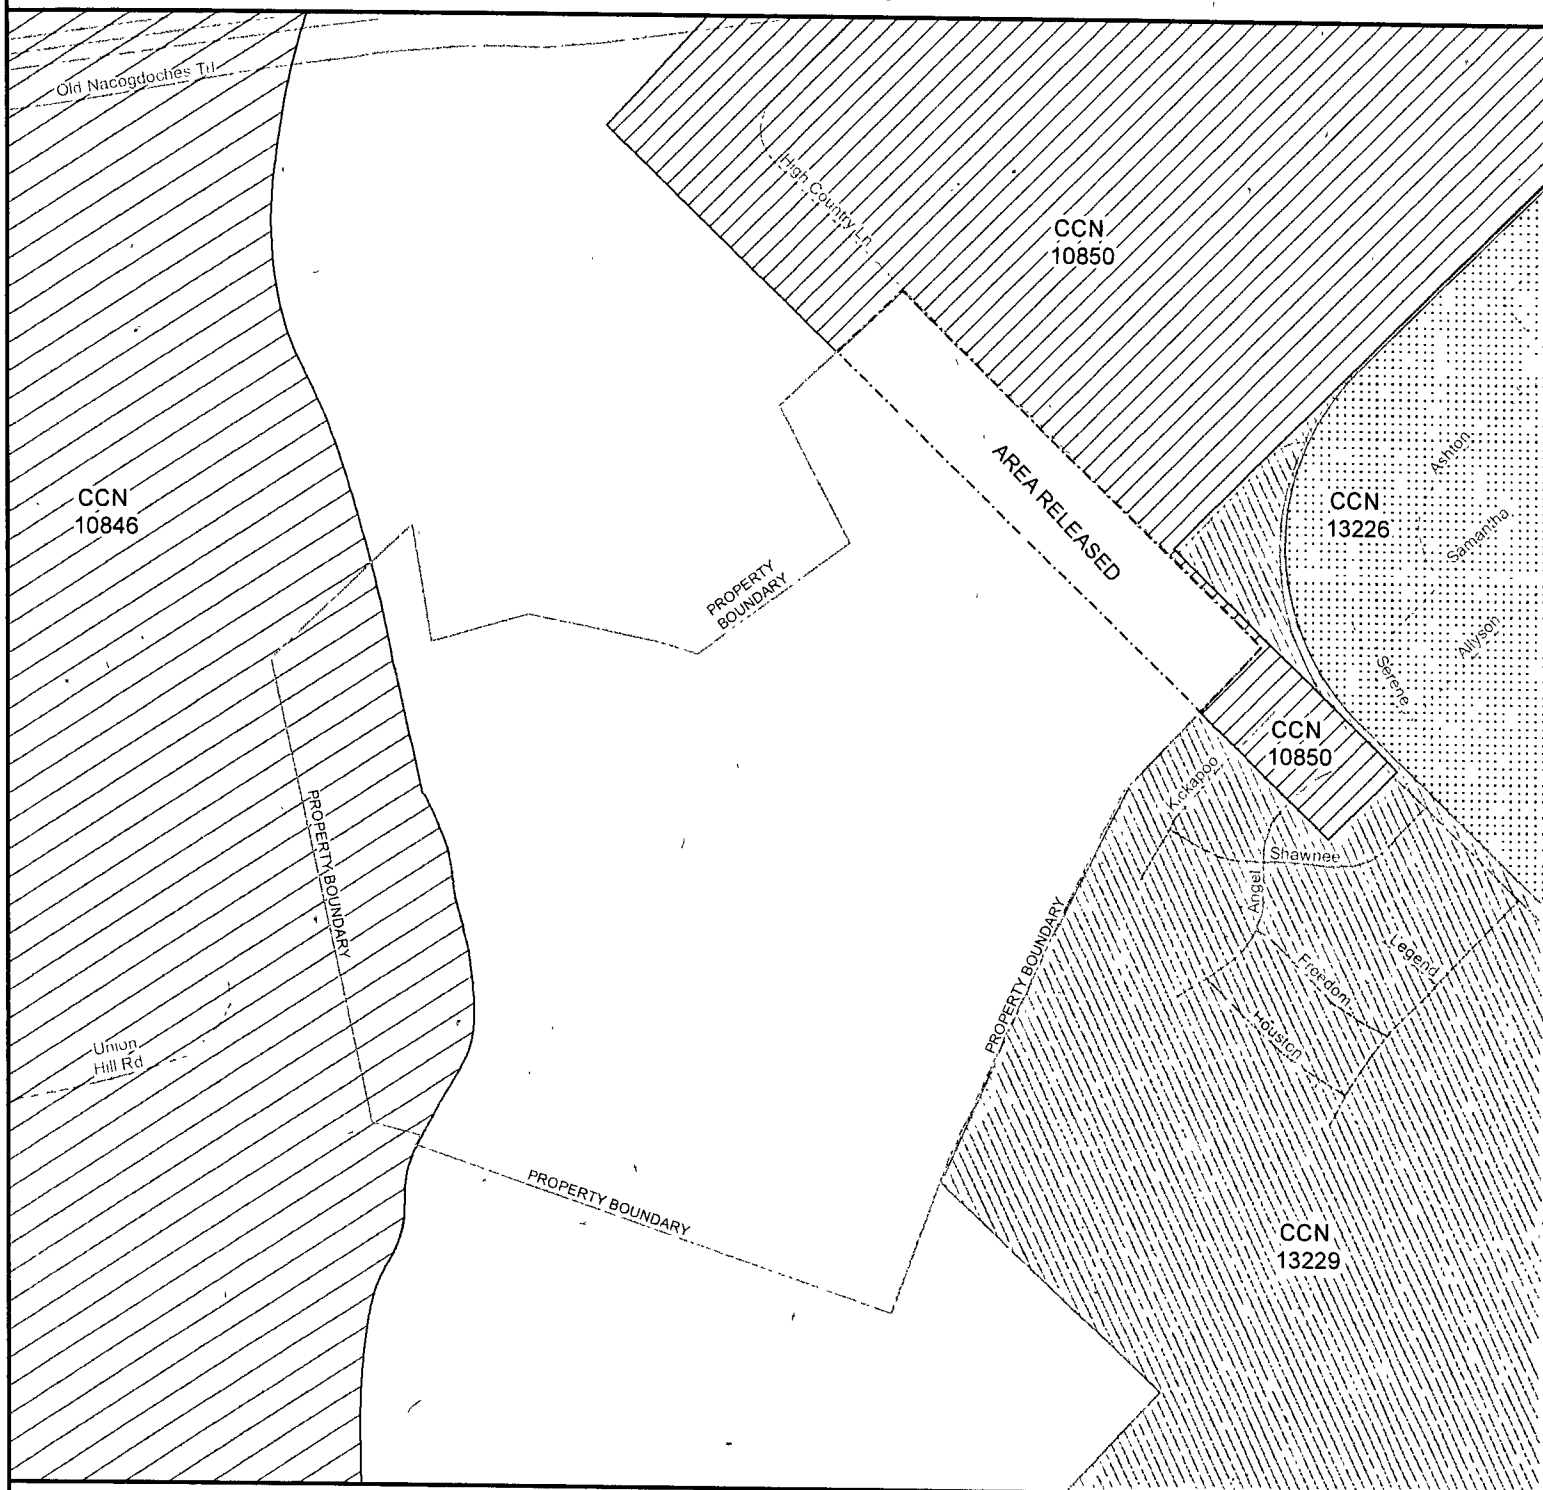 Old Nacogdoches Trl
High Country Ln
CCN
10850
CCN
10846
AREA RELEASED
CCN
13226
Ashton
Samantha
Allyson
Serene
PROPERTY
BOUNDARY
CCN
10850
Kickapoo
Shawnee
Angel
PROPERTY BOUNDARY
PROPERTY BOUNDARY
Legend
Freedom
Houston
Union
Hill Rd
PROPERTY BOUNDARY
CCN
13229